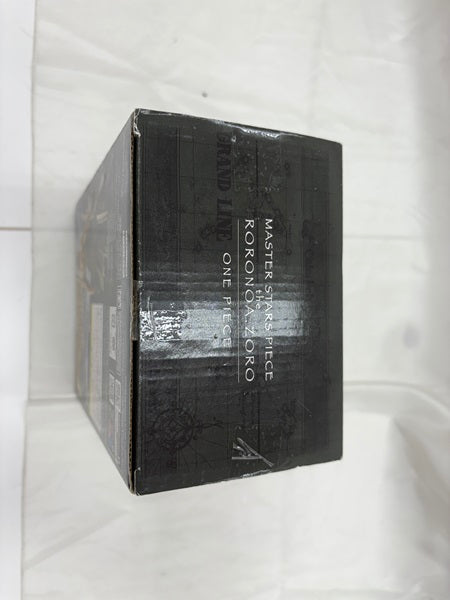 MASTER STARS PIECE
the
RORONOA ZORO
ONE PIECE
GRAND LINE